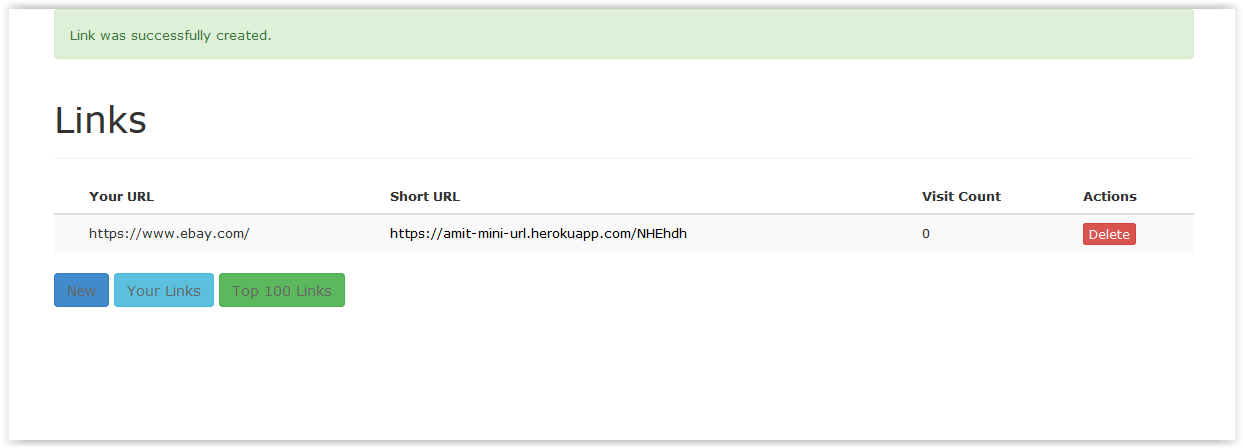 Link was successfully created.
Links
Your URL Short URL Visit Count Actions
https://www.ebay.com/ https://amit-mini-url.herokuapp.com/NHEhdh 0 Delete
New Your Links Top 100 Links